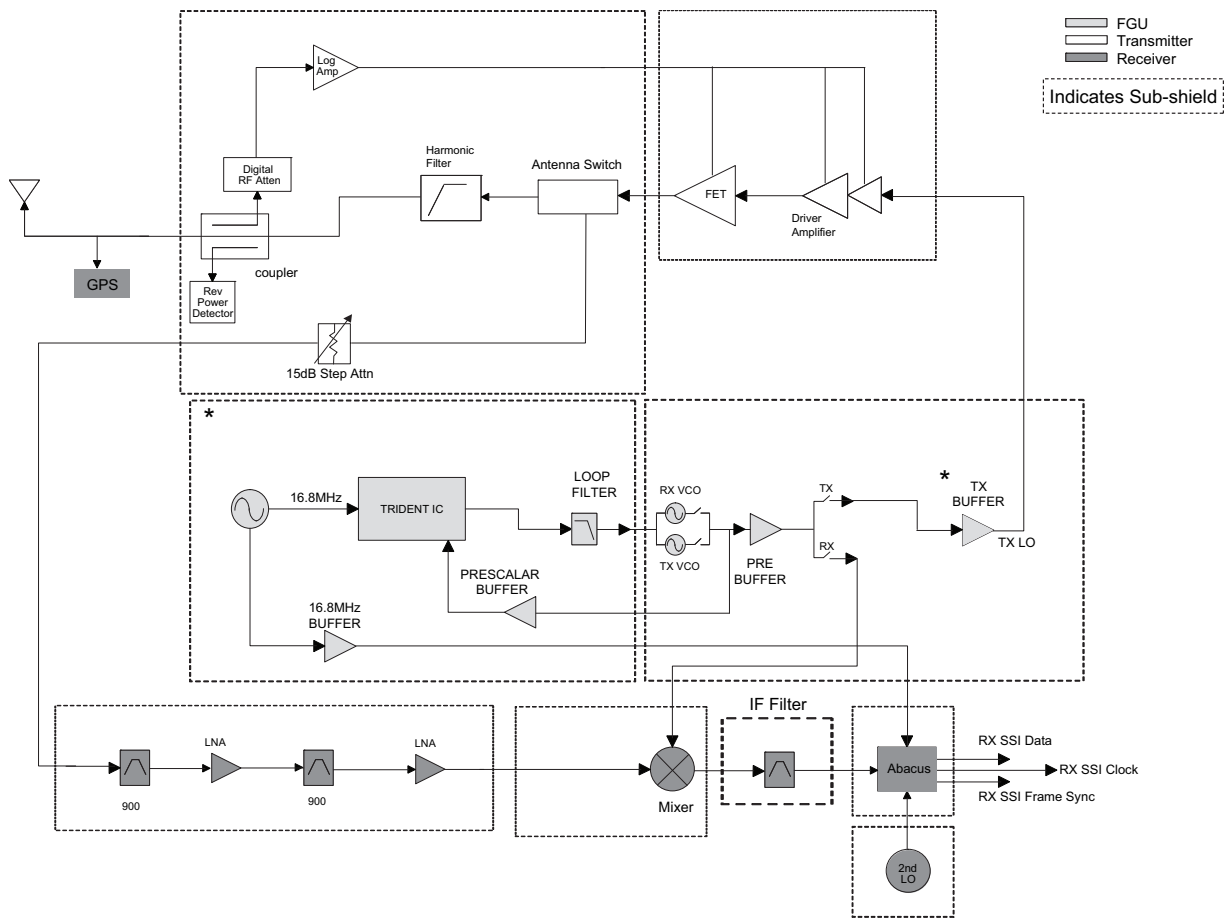 FGU
Transmitter
Receiver
Indicates Sub-shield
Log
Amp
Digital
RF Atten
Harmonic
Filter
Antenna Switch
FET
Driver
Amplifier
coupler
GPS
Rev
Power
Detector
15dB Step Attn
*
16.8MHz
TRIDENT IC
LOOP
FILTER
RX VCO
TX VCO
PRE
BUFFER
TX
RX
*
TX
BUFFER
TX LO
PRESCALAR
BUFFER
16.8MHz
BUFFER
900
LNA
900
LNA
Mixer
IF Filter
Abacus
RX SSI Data
RX SSI Clock
RX SSI Frame Sync
2nd
LO